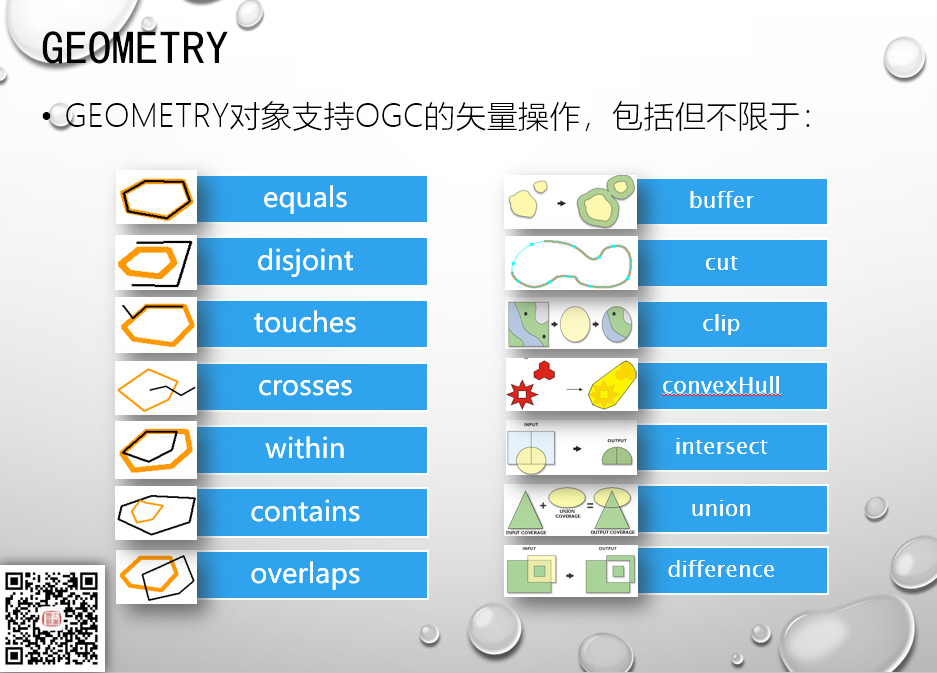 GEOMETRY
• GEOMETRY对象支持OGC的矢量操作，包括但不限于：
equals
disjoint
touches
crosses
within
contains
overlaps
buffer
cut
clip
convexHull
INPUT
OUTPUT
intersect
+
=
UNION
COVERAGE
INPUT COVERAGE
OUTPUT COVERAGE
union
INPUT
OUTPUT
difference